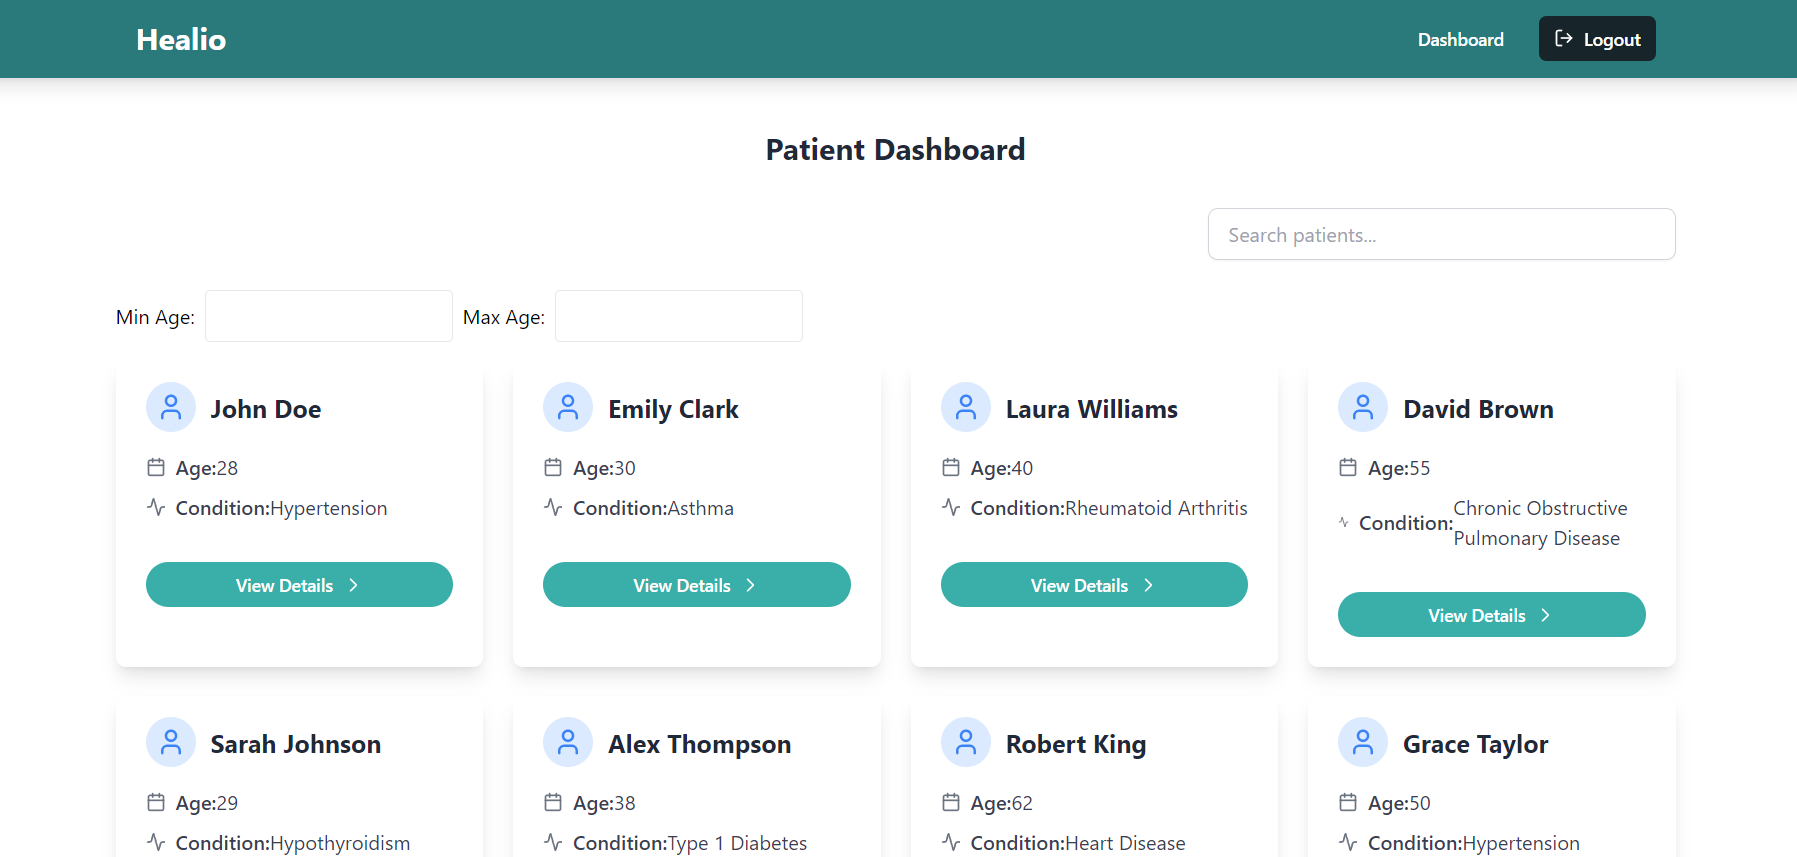 Healio
Dashboard
Logout
Patient Dashboard
Search patients...
Min Age:
Max Age:
John Doe
Age:28
Condition:Hypertension
View Details
Emily Clark
Age:30
Condition:Asthma
View Details
Laura Williams
Age:40
Condition:Rheumatoid Arthritis
View Details
David Brown
Age:55
Condition:Chronic Obstructive
Pulmonary Disease
View Details
Sarah Johnson
Age:29
Condition:Hypothyroidism
Alex Thompson
Age:38
Condition:Type 1 Diabetes
Robert King
Age:62
Condition:Heart Disease
Grace Taylor
Age:50
Condition:Hypertension